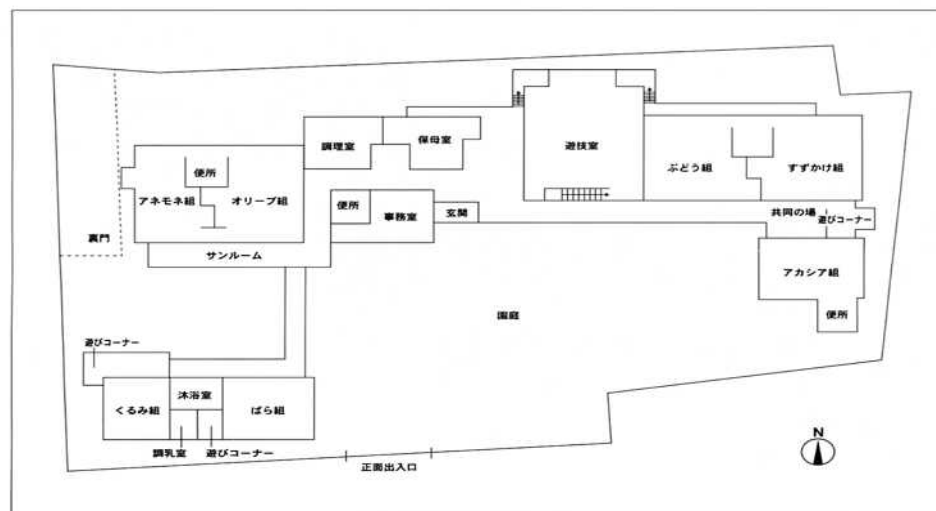 調理室
保母室
遊技室
便所
ぶどう組
すずかけ組
アネモネ組
オリーブ組
便所
事務室
玄関
共同の場
遊びコーナー
裏門
サンルーム
アカシア組
園庭
便所
遊びコーナー
くるみ組
沐浴室
ばら組
調乳室
遊びコーナー
正面出入口
N